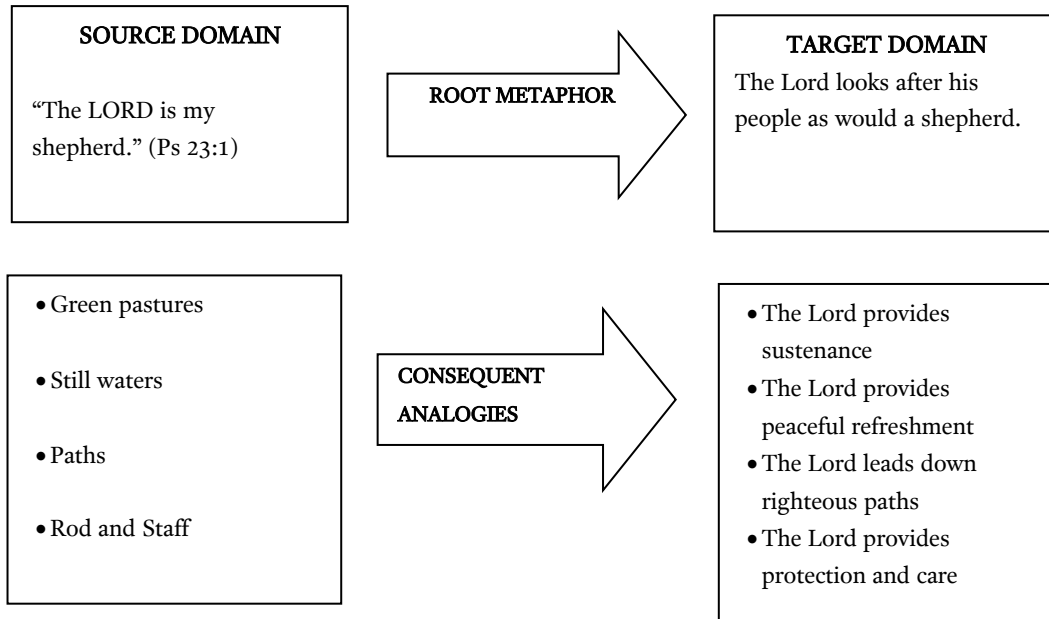 SOURCE DOMAIN
“The LORD is my
shepherd.” (Ps 23:1)
ROOT METAPHOR
TARGET DOMAIN
The Lord looks after his
people as would a shepherd.
• Green pastures
• Still waters
• Paths
• Rod and Staff
CONSEQUENT
ANALOGIES
• The Lord provides
sustenance
• The Lord provides
peaceful refreshment
• The Lord leads down
righteous paths
• The Lord provides
protection and care